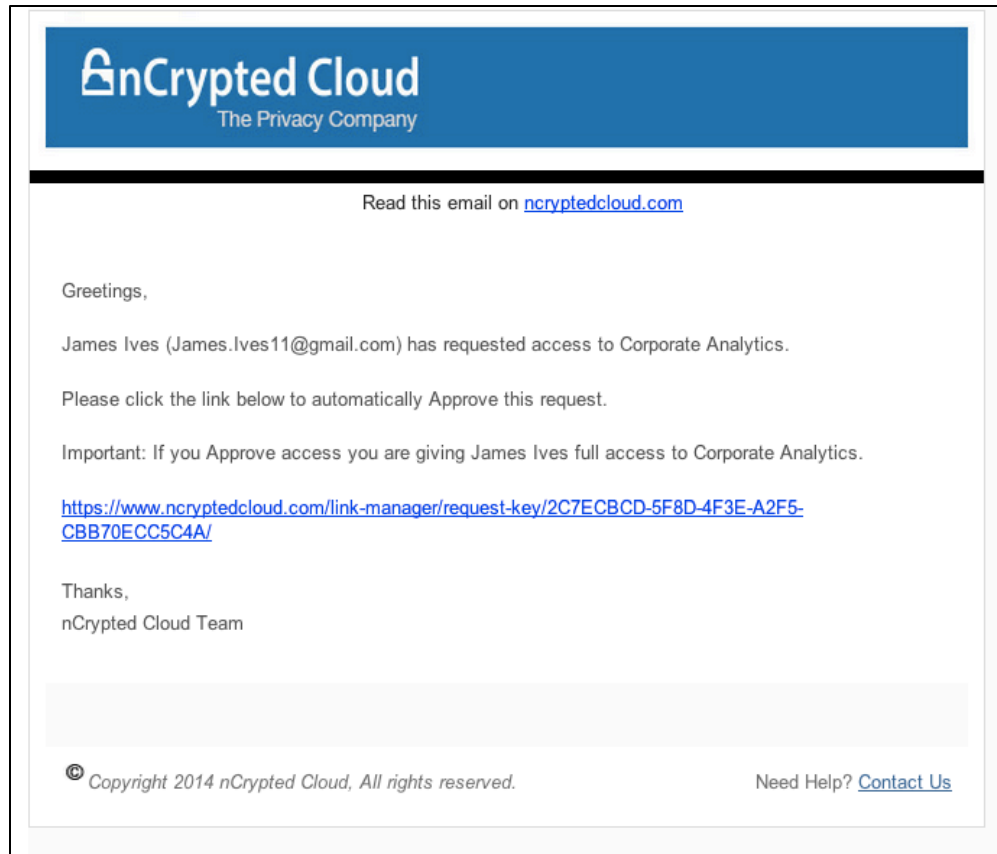 nCrypted Cloud
The Privacy Company
Read this email on ncryptedcloud.com
Greetings,
James Ives (James.Ives11@gmail.com) has requested access to Corporate Analytics.
Please click the link below to automatically Approve this request.
Important: If you Approve access you are giving James Ives full access to Corporate Analytics.
https://www.ncryptedcloud.com/link-manager/request-key/2C7ECBCD-5F8D-4F3E-A2F5-
CBB70ECC5C4A/
Thanks,
nCrypted Cloud Team
© Copyright 2014 nCrypted Cloud, All rights reserved. Need Help? Contact Us